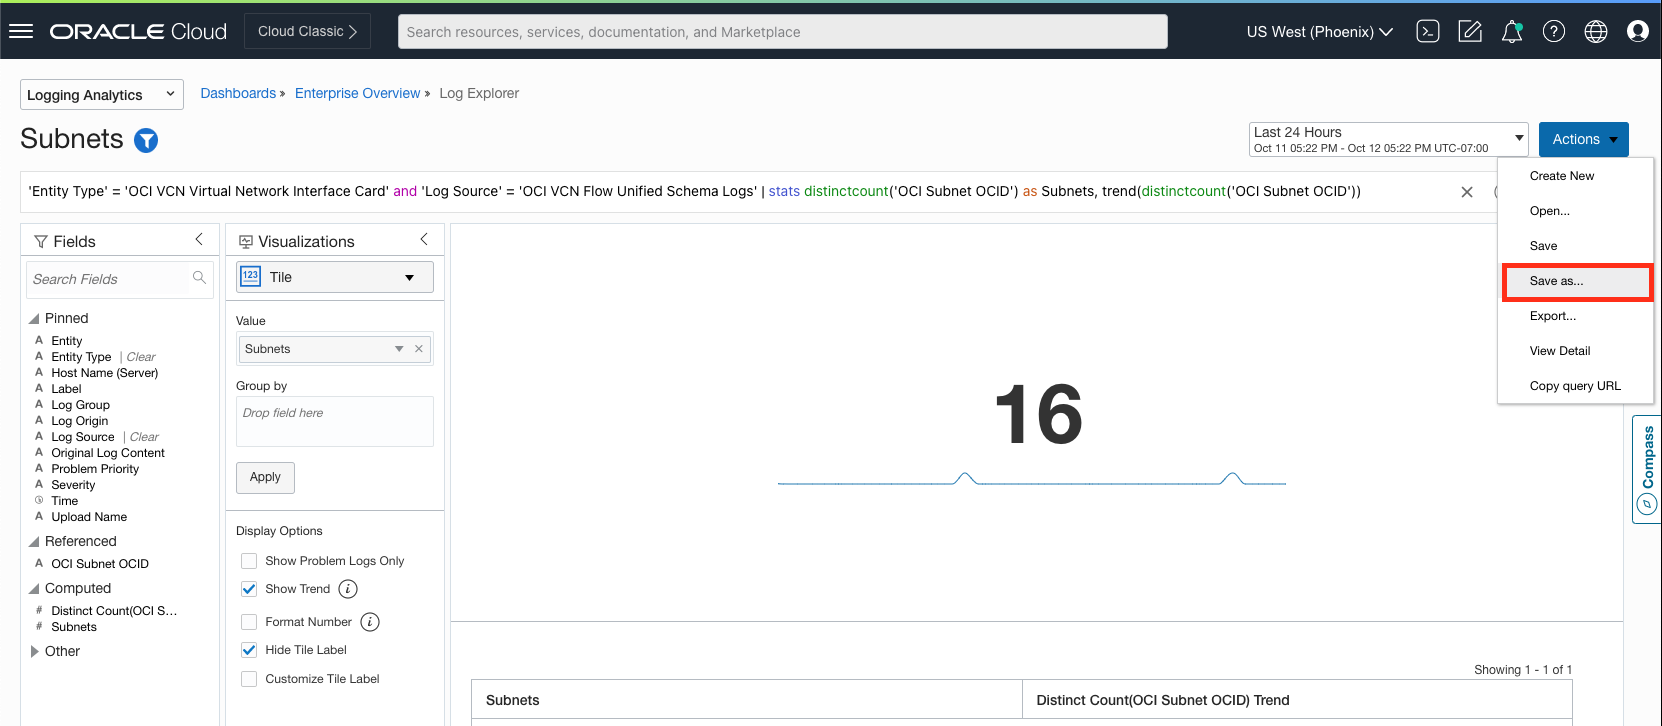 ORACLE Cloud
Cloud Classic
Search resources, services, documentation, and Marketplace
US West (Phoenix)
Logging Analytics
Dashboards » Enterprise Overview » Log Explorer
Subnets
Last 24 Hours
Oct 11 05:22 PM - Oct 12 05:22 PM UTC-07:00
Actions
Create New
Open...
Save
Save as...
Export...
View Detail
Copy query URL
'Entity Type' = 'OCI VCN Virtual Network Interface Card' and 'Log Source' = 'OCI VCN Flow Unified Schema Logs' | stats distinctcount('OCI Subnet OCID') as Subnets, trend(distinctcount('OCI Subnet OCID'))
Fields
Search Fields
Pinned
A Entity
A Entity Type | Clear
A Host Name (Server)
A Label
A Log Group
A Log Origin
A Log Source | Clear
A Original Log Content
A Problem Priority
A Severity
Time
A Upload Name
Referenced
A OCI Subnet OCID
Computed
# Distinct Count(OCI S...
# Subnets
Other
Visualizations
123 Tile
Value
Subnets
Group by
Drop field here
Apply
Display Options
Show Problem Logs Only
Show Trend
Format Number
Hide Tile Label
Customize Tile Label
16
Compass
Showing 1 - 1 of 1
Subnets
Distinct Count(OCI Subnet OCID) Trend